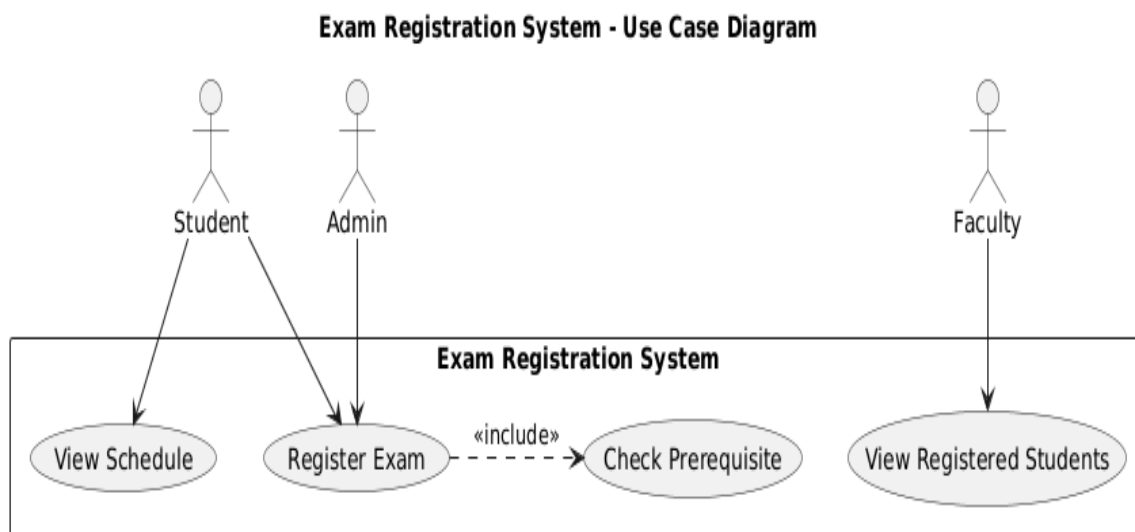 Exam Registration System - Use Case Diagram
Student
Admin
Faculty
Exam Registration System
«include»
View Schedule
Register Exam
Check Prerequisite
View Registered Students